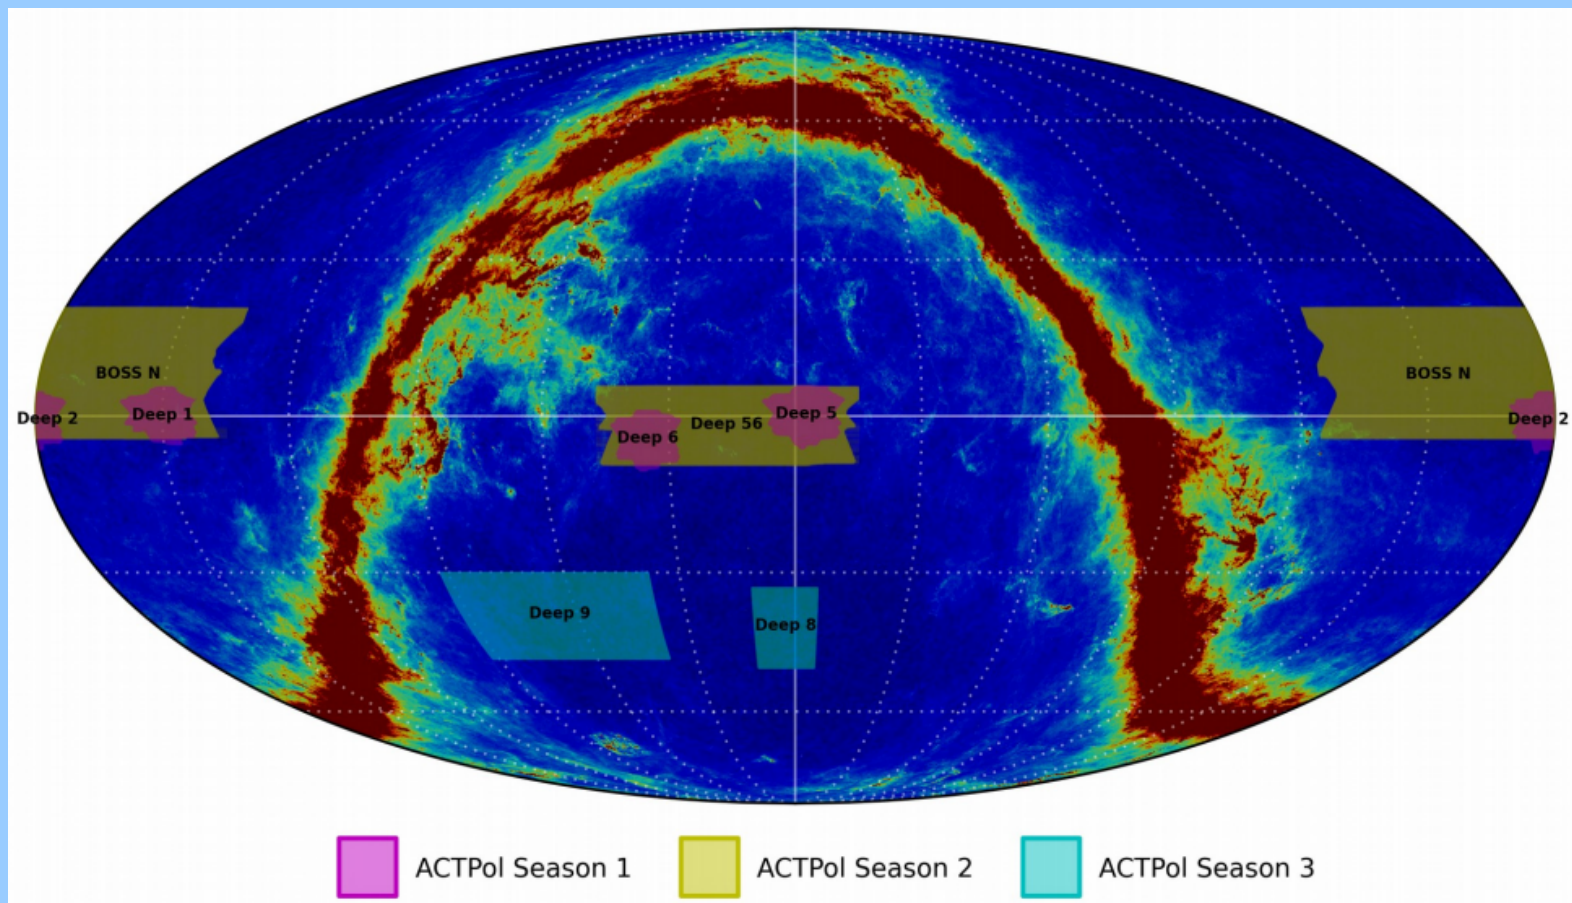 BOSS N
BOSS N
Deep 2
Deep 1
Deep 5
Deep 2
Deep 56
Deep 6
Deep 9
Deep 8
ACTPol Season 1
ACTPol Season 2
ACTPol Season 3